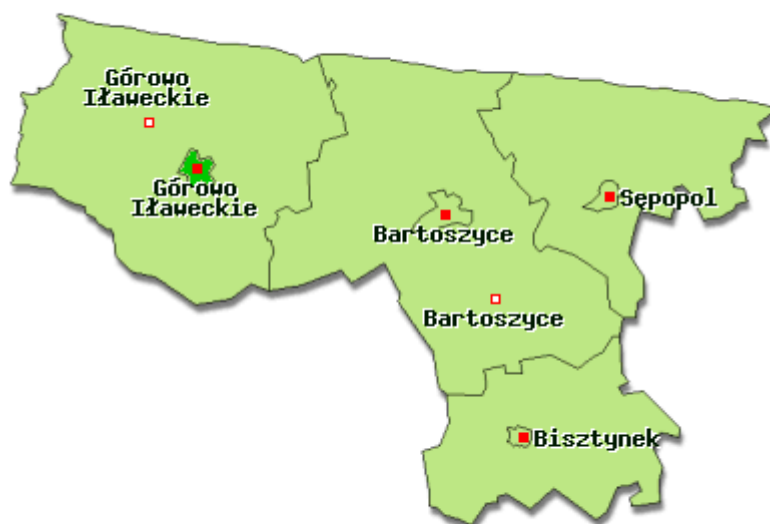 Górowo
Iławeckie
Górowo
Iławeckie
Sępopol
Bartoszyce
Bartoszyce
Bisztynek